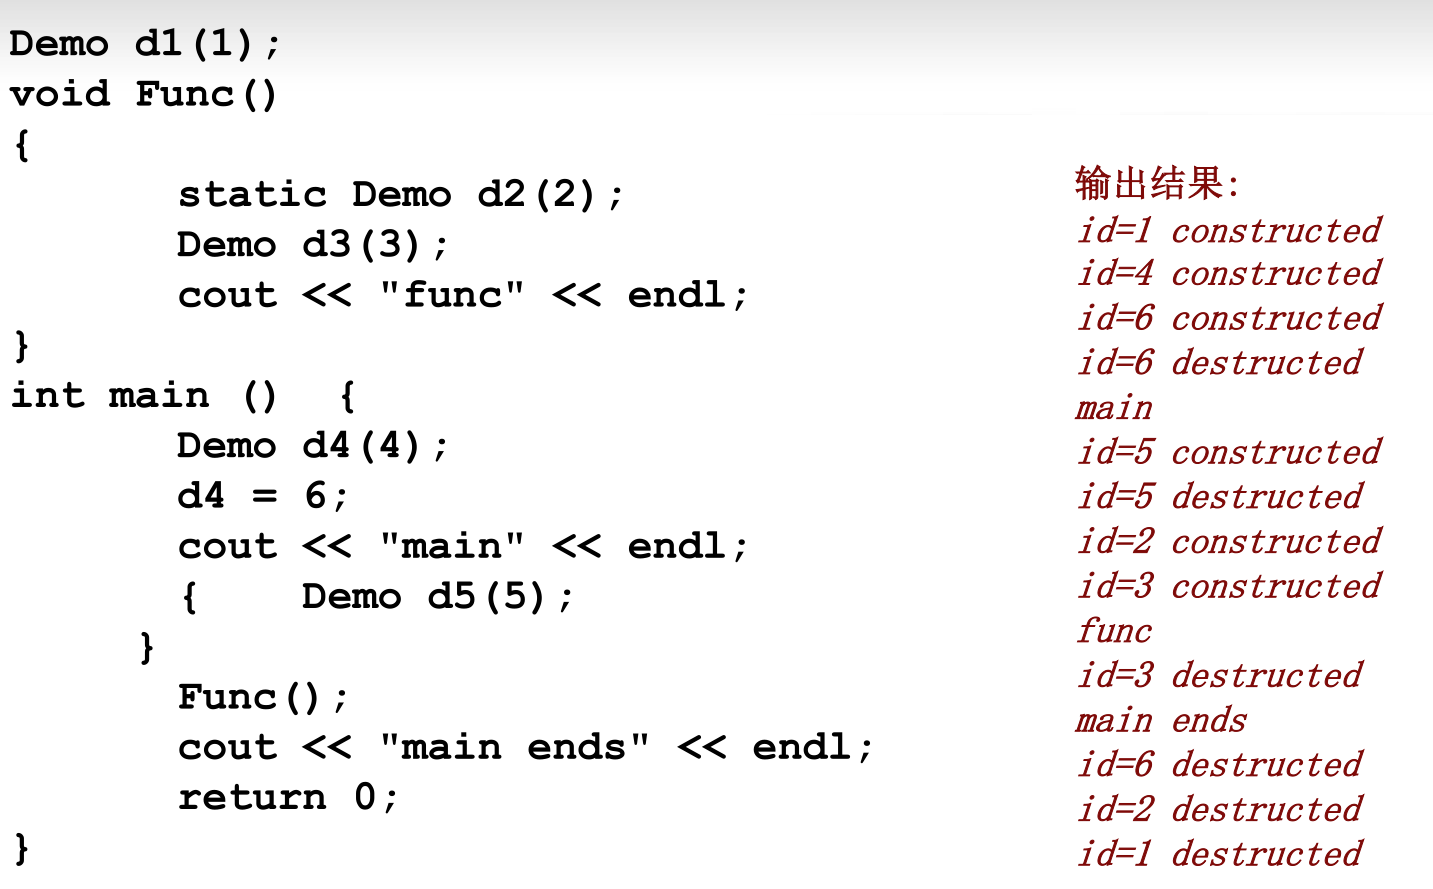 Demo d1(1);
void Func()
{
static Demo d2(2);
Demo d3(3);
cout << "func" << endl;
}
int main () {
Demo d4(4);
d4 = 6;
cout << "main" << endl;
{ Demo d5(5);
}
Func();
cout << "main ends" << endl;
return 0;
}
输出结果:
id=1 constructed
id=4 constructed
id=6 constructed
id=6 destructed
main
id=5 constructed
id=5 destructed
id=2 constructed
id=3 constructed
func
id=3 destructed
main ends
id=6 destructed
id=2 destructed
id=1 destructed